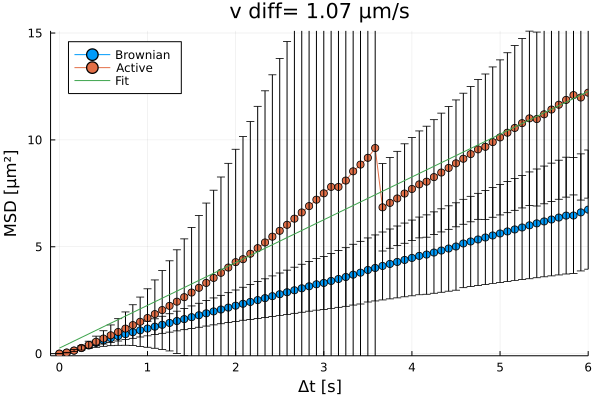 v diff= 1.07 μm/s
Brownian
Active
Fit
MSD [μm²]
15
10
5
0
0 1 2 3 4 5 6
Δt [s]